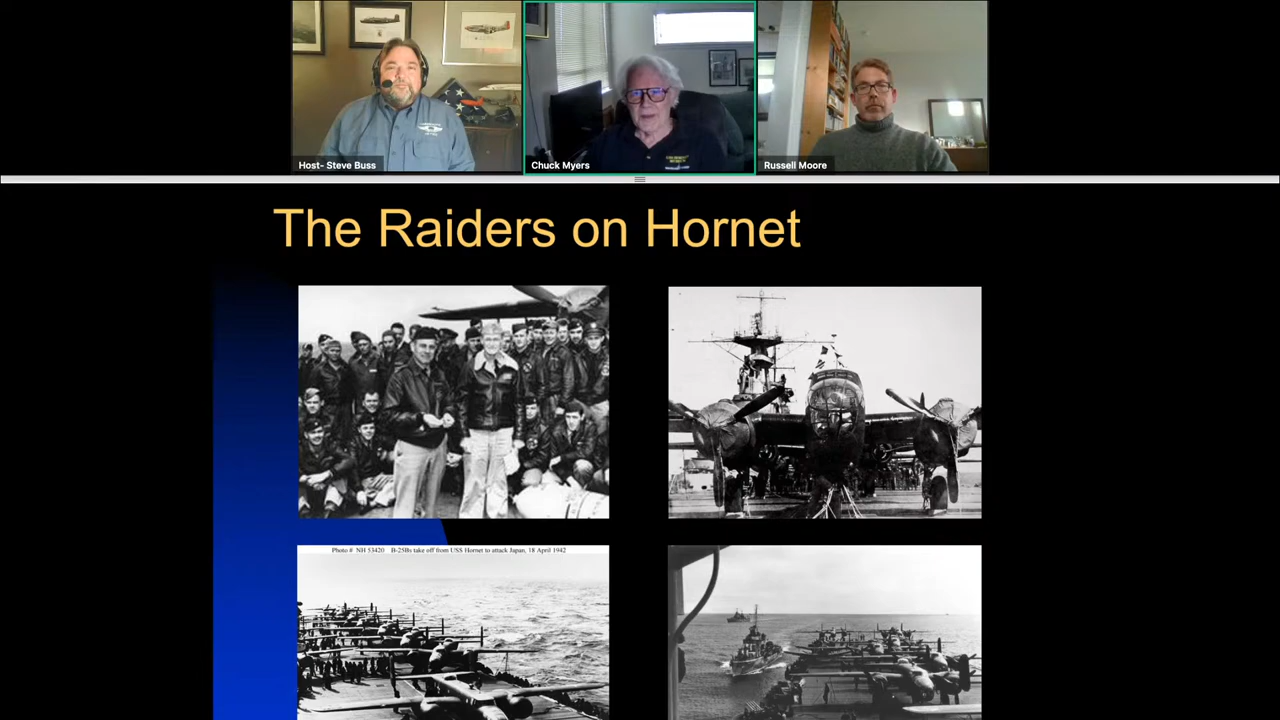 Host- Steve Buss
Chuck Myers
Russell Moore
The Raiders on Hornet
Photo # NH 53420 B-25Bs take off from USS Hornet to attack Japan, 18 April 1942